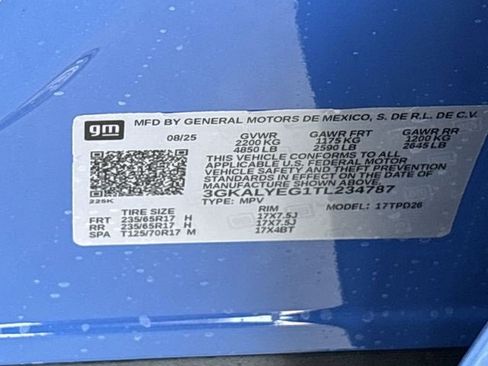 gm
MFD BY GENERAL MOTORS DE MEXICO, S. DE R.L. DE C.V.
08/25 GVWR GAWR FRT GAWR RR
2200 KG 1175 KG 1200 KG
4850 LB 2590 LB 2645 LB
THIS VEHICLE CONFORMS TO ALL
APPLICABLE U.S. FEDERAL MOTOR
VEHICLE SAFETY AND THEFT PREVENTION
STANDARDS IN EFFECT ON THE DATE OF
MANUFACTURE SHOWN ABOVE.
3GKALYEG1TL234787
225K TYPE: MPV MODEL: 17TPD26
TIRE SIZE RIM
FRT 235/65R17 H 17X7.5J
RR 235/65R17 H 17X7.5J
SPA T125/70R17 M 17X4BT